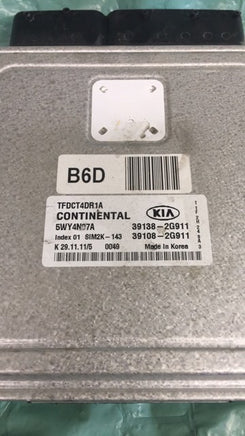 B6D
TFDCT4DR1A
CONTINENTAL KIA
5WY4N07A 39138-2G911
Index 01 SIM2K-143 39108-2G911
K 29.11.11/5 0049 Made in Korea